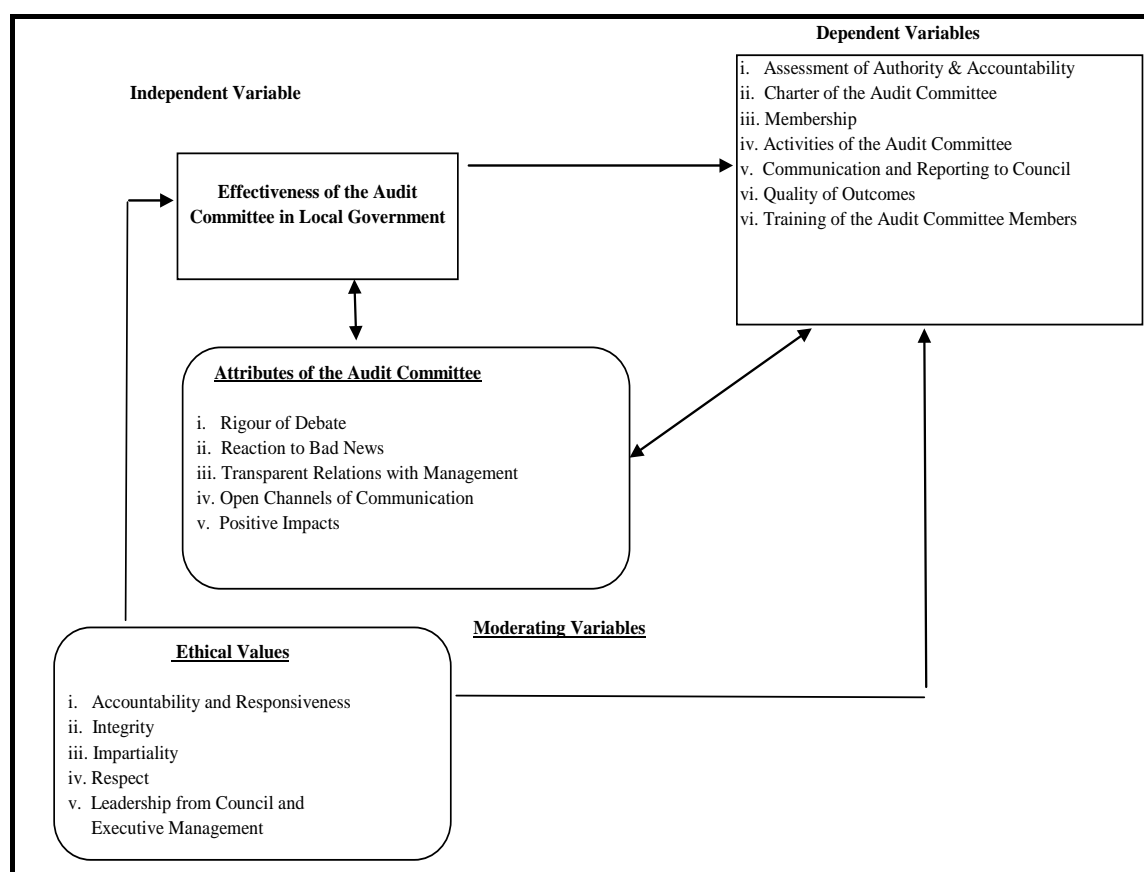 Dependent Variables
i. Assessment of Authority & Accountability
ii. Charter of the Audit Committee
iii. Membership
iv. Activities of the Audit Committee
v. Communication and Reporting to Council
vi. Quality of Outcomes
vi. Training of the Audit Committee Members
Independent Variable
Effectiveness of the Audit
Committee in Local Government
Attributes of the Audit Committee
i. Rigour of Debate
ii. Reaction to Bad News
iii. Transparent Relations with Management
iv. Open Channels of Communication
v. Positive Impacts
Moderating Variables
Ethical Values
i. Accountability and Responsiveness
ii. Integrity
iii. Impartiality
iv. Respect
v. Leadership from Council and
Executive Management